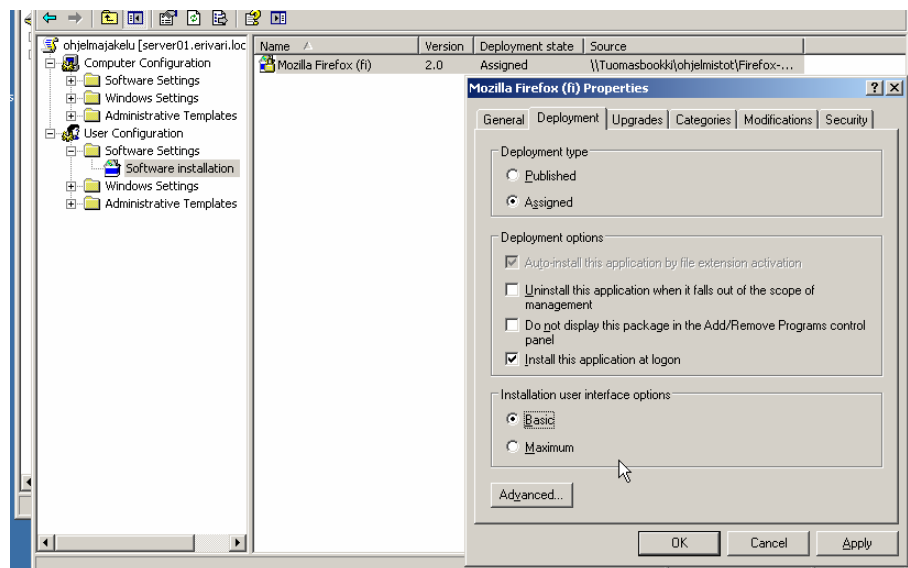 ohjelmajakelu [server01.erivari.loc
Computer Configuration
Software Settings
Windows Settings
Administrative Templates
User Configuration
Software Settings
Software installation
Windows Settings
Administrative Templates
Name Version Deployment state Source
Mozilla Firefox (fi) 2.0 Assigned \\Tuomasbookki\ohjelmistot\Firefox-...
Mozilla Firefox (fi) Properties
General Deployment Upgrades Categories Modifications Security
Deployment type
Published
Assigned
Deployment options
Auto-install this application by file extension activation
Uninstall this application when it falls out of the scope of
management
Do not display this package in the Add/Remove Programs control
panel
Install this application at logon
Installation user interface options
Basic
Maximum
Advanced...
OK Cancel Apply